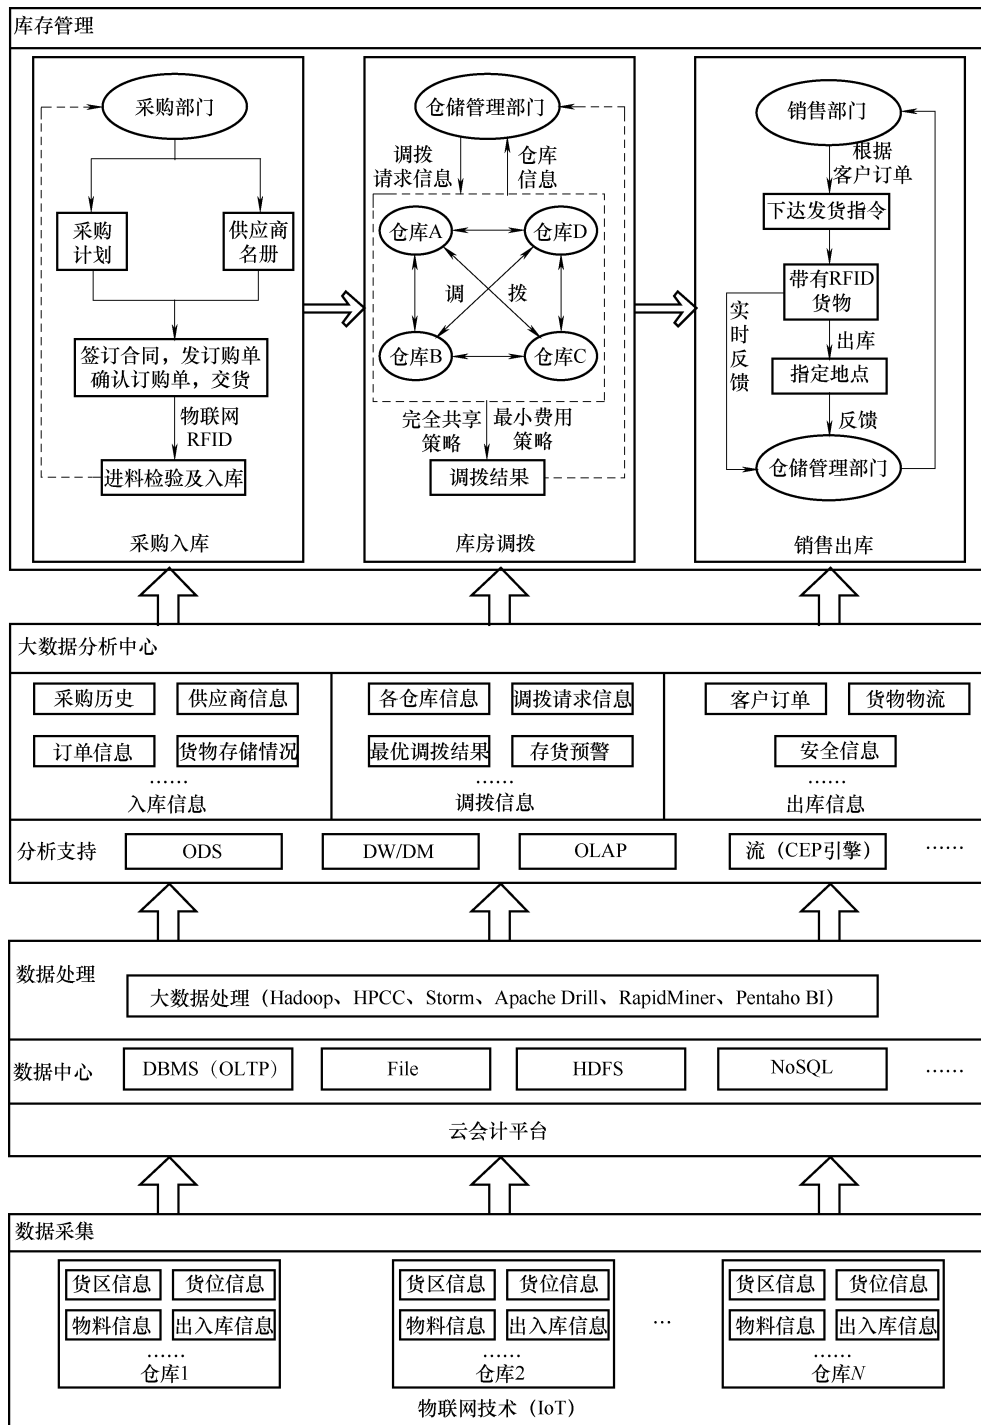 库存管理
采购部门
采购
计划
供应商
名册
签订合同，发订购单
确认订购单，交货
物联网
RFID
进料检验及入库
采购入库
仓储管理部门
调拨
请求信息
仓库
信息
仓库A
仓库D
调
拨
仓库B
仓库C
完全共享
策略
最小费用
策略
调拨结果
库房调拨
销售部门
根据
客户订单
下达发货指令
带有RFID
货物
实时反馈
出库
指定地点
反馈
仓储管理部门
销售出库
大数据分析中心
采购历史
供应商信息
订单信息
货物存储情况
……
入库信息
各仓库信息
调拨请求信息
最优调拨结果
存货预警
……
调拨信息
客户订单
货物物流
安全信息
……
出库信息
分析支持
ODS
DW/DM
OLAP
流（CEP引擎）
……
数据处理
大数据处理（Hadoop、HPCC、Storm、Apache Drill、RapidMiner、Pentaho BI）
数据中心
DBMS（OLTP）
File
HDFS
NoSQL
……
云会计平台
数据采集
货区信息
货位信息
物料信息
出入库信息
……
仓库1
货区信息
货位信息
物料信息
出入库信息
……
仓库2
…
货区信息
货位信息
物料信息
出入库信息
……
仓库N
物联网技术（IoT）